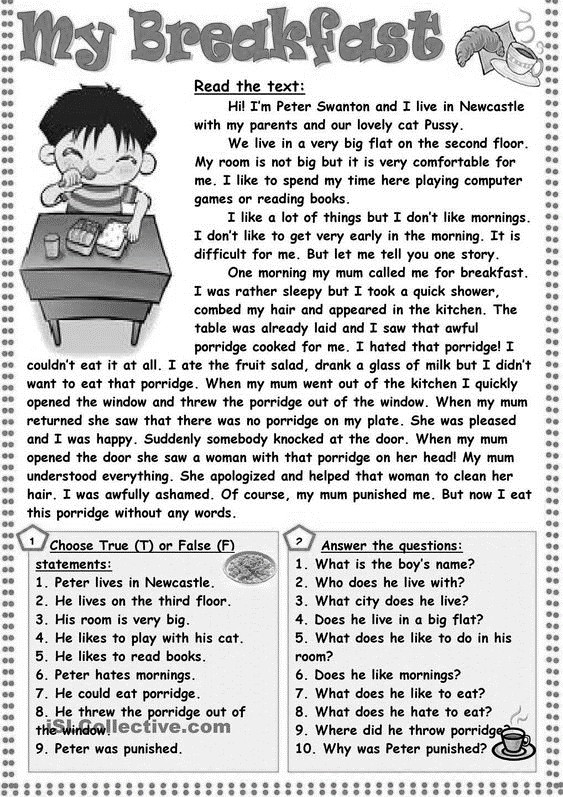 My Breakfast
Read the text:
Hi! I'm Peter Swanton and I live in Newcastle
with my parents and our lovely cat Pussy.
We live in a very big flat on the second floor.
My room is not big but it is very comfortable for
me. I like to spend my time here playing computer
games or reading books.
I like a lot of things but I don't like mornings.
I don't like to get very early in the morning. It is
difficult for me. But let me tell you one story.
One morning my mum called me for breakfast.
I was rather sleepy but I took a quick shower,
combed my hair and appeared in the kitchen. The
table was already laid and I saw that awful
porridge cooked for me. I hated that porridge! I
couldn't eat it at all. I ate the fruit salad, drank a glass of milk but I didn't
want to eat that porridge. When my mum went out of the kitchen I quickly
opened the window and threw the porridge out of the window. When my mum
returned she saw that there was no porridge on my plate. She was pleased
and I was happy. Suddenly somebody knocked at the door. When my mum
opened the door she saw a woman with that porridge on her head! My mum
understood everything. She apologized and helped that woman to clean her
hair. I was awfully ashamed. Of course, my mum punished me. But now I eat
this porridge without any words.
1 Choose True (T) or False (F)
statements:
1. Peter lives in Newcastle.
2. He lives on the third floor.
3. His room is very big.
4. He likes to play with his cat.
5. He likes to read books.
6. Peter hates mornings.
7. He could eat porridge.
8. He threw the porridge out of
the window.
iSLCollective.com
9. Peter was punished.
2 Answer the questions:
1. What is the boy's name?
2. Who does he live with?
3. What city does he live?
4. Does he live in a big flat?
5. What does he like to do in his
room?
6. Does he like mornings?
7. What does he like to eat?
8. What does he hate to eat?
9. Where did he throw porridge?
10. Why was Peter punished?